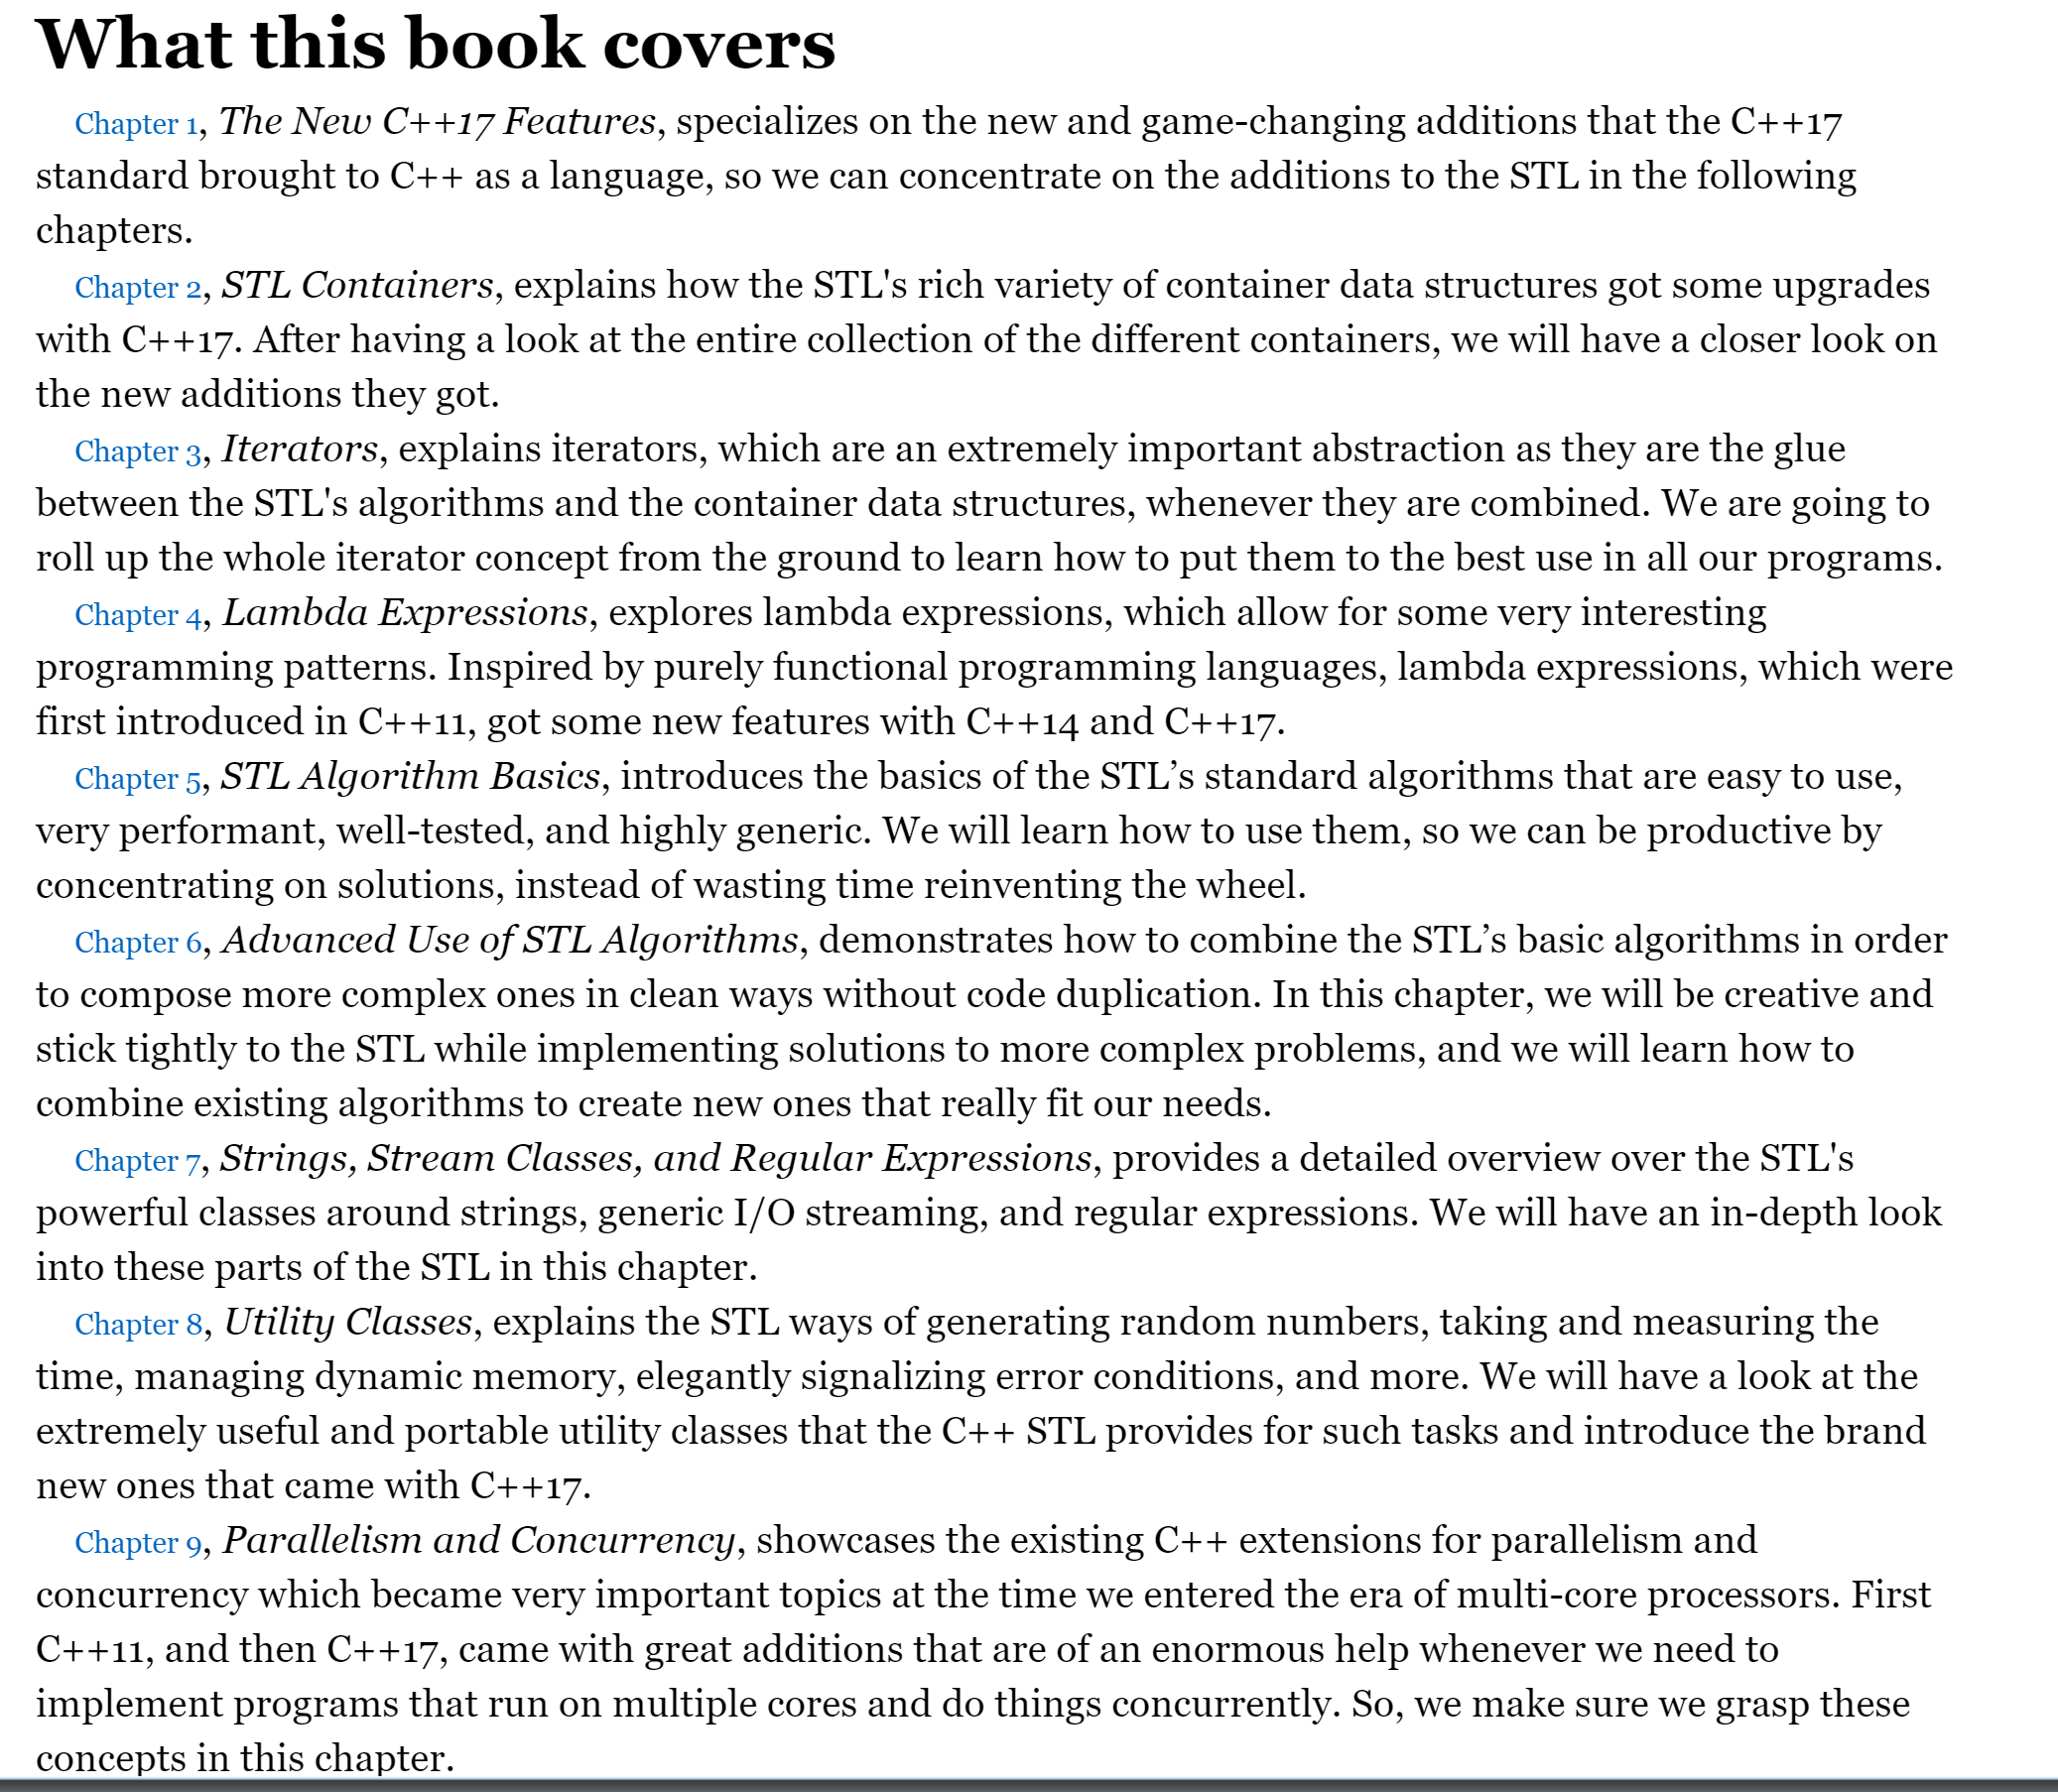 What this book covers
Chapter 1, The New C++17 Features, specializes on the new and game-changing additions that the C++17
standard brought to C++ as a language, so we can concentrate on the additions to the STL in the following
chapters.
Chapter 2, STL Containers, explains how the STL's rich variety of container data structures got some upgrades
with C++17. After having a look at the entire collection of the different containers, we will have a closer look on
the new additions they got.
Chapter 3, Iterators, explains iterators, which are an extremely important abstraction as they are the glue
between the STL's algorithms and the container data structures, whenever they are combined. We are going to
roll up the whole iterator concept from the ground to learn how to put them to the best use in all our programs.
Chapter 4, Lambda Expressions, explores lambda expressions, which allow for some very interesting
programming patterns. Inspired by purely functional programming languages, lambda expressions, which were
first introduced in C++11, got some new features with C++14 and C++17.
Chapter 5, STL Algorithm Basics, introduces the basics of the STL’s standard algorithms that are easy to use,
very performant, well-tested, and highly generic. We will learn how to use them, so we can be productive by
concentrating on solutions, instead of wasting time reinventing the wheel.
Chapter 6, Advanced Use of STL Algorithms, demonstrates how to combine the STL’s basic algorithms in order
to compose more complex ones in clean ways without code duplication. In this chapter, we will be creative and
stick tightly to the STL while implementing solutions to more complex problems, and we will learn how to
combine existing algorithms to create new ones that really fit our needs.
Chapter 7, Strings, Stream Classes, and Regular Expressions, provides a detailed overview over the STL's
powerful classes around strings, generic I/O streaming, and regular expressions. We will have an in-depth look
into these parts of the STL in this chapter.
Chapter 8, Utility Classes, explains the STL ways of generating random numbers, taking and measuring the
time, managing dynamic memory, elegantly signalizing error conditions, and more. We will have a look at the
extremely useful and portable utility classes that the C++ STL provides for such tasks and introduce the brand
new ones that came with C++17.
Chapter 9, Parallelism and Concurrency, showcases the existing C++ extensions for parallelism and
concurrency which became very important topics at the time we entered the era of multi-core processors. First
C++11, and then C++17, came with great additions that are of an enormous help whenever we need to
implement programs that run on multiple cores and do things concurrently. So, we make sure we grasp these
concepts in this chapter.